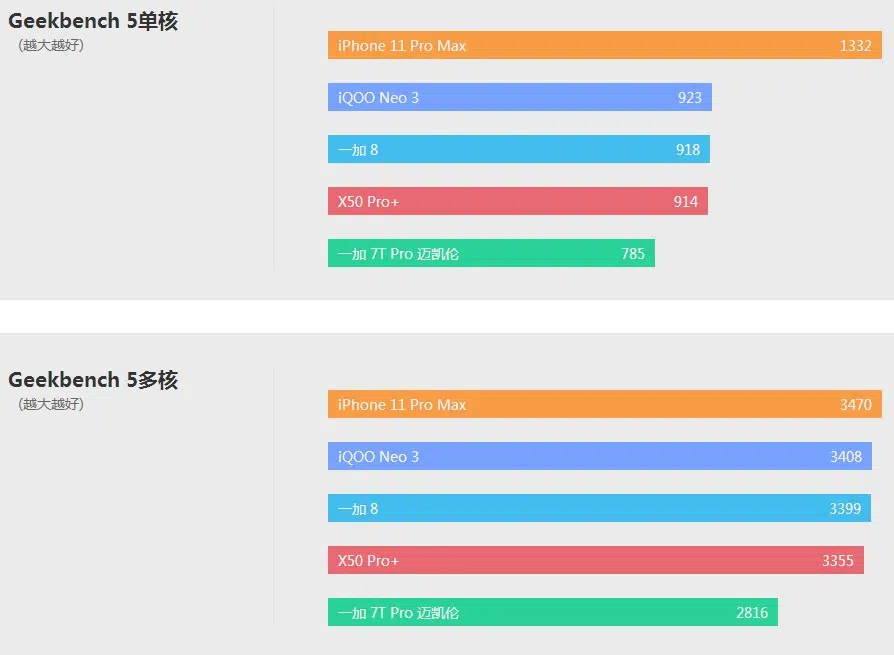 Geekbench 5单核
(越大越好)
iPhone 11 Pro Max 1332
iQOO Neo 3 923
一加 8 918
X50 Pro+ 914
一加 7T Pro 迈凯伦 785
Geekbench 5多核
(越大越好)
iPhone 11 Pro Max 3470
iQOO Neo 3 3408
一加 8 3399
X50 Pro+ 3355
一加 7T Pro 迈凯伦 2816